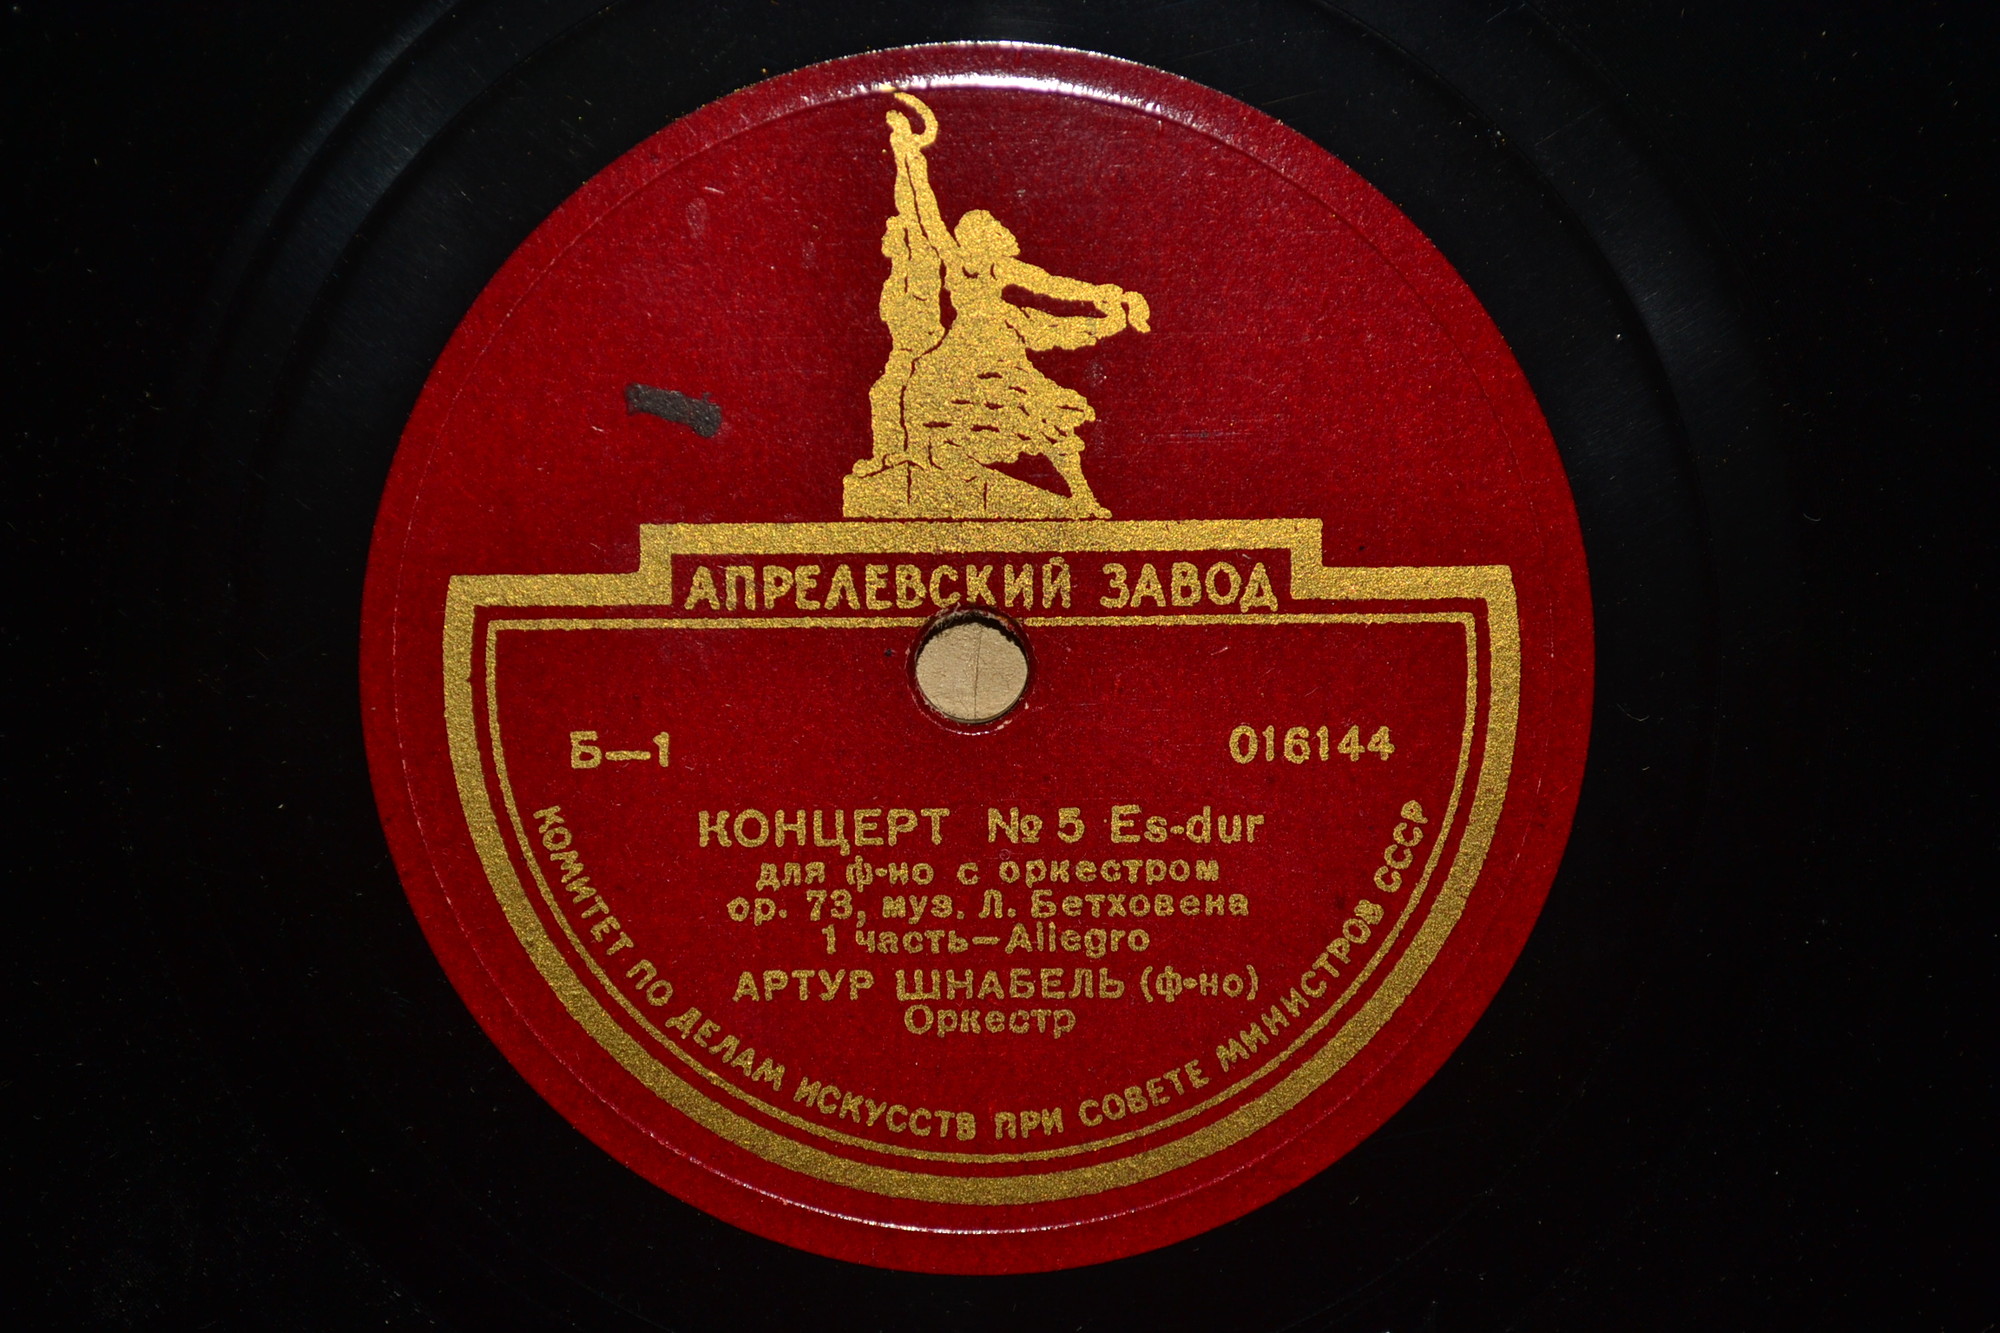 АПРЕЛЕВСКИЙ ЗАВОД
Б—1
016144
КОНЦЕРТ № 5 Es-dur
для ф-но с оркестром
op. 73, муз. Л. Бетховена
1 часть—Allegro
АРТУР ШНАБЕЛЬ (ф-но)
Оркестр
КОМИТЕТ ПО ДЕЛАМ ИСКУССТВ ПРИ СОВЕТЕ МИНИСТРОВ СССР